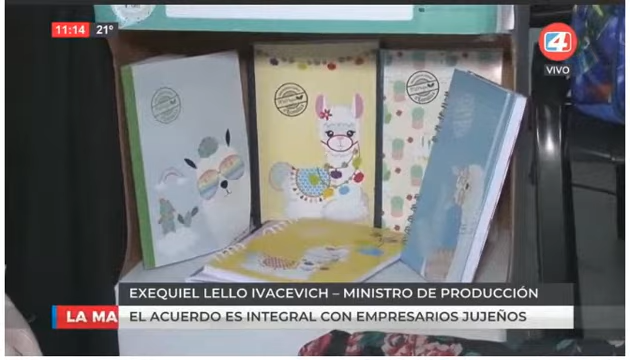 11:14 21°
4
VIVO
EXEQUIEL LELLO IVACEVICH – MINISTRO DE PRODUCCIÓN
LA MA EL ACUERDO ES INTEGRAL CON EMPRESARIOS JUJEÑOS